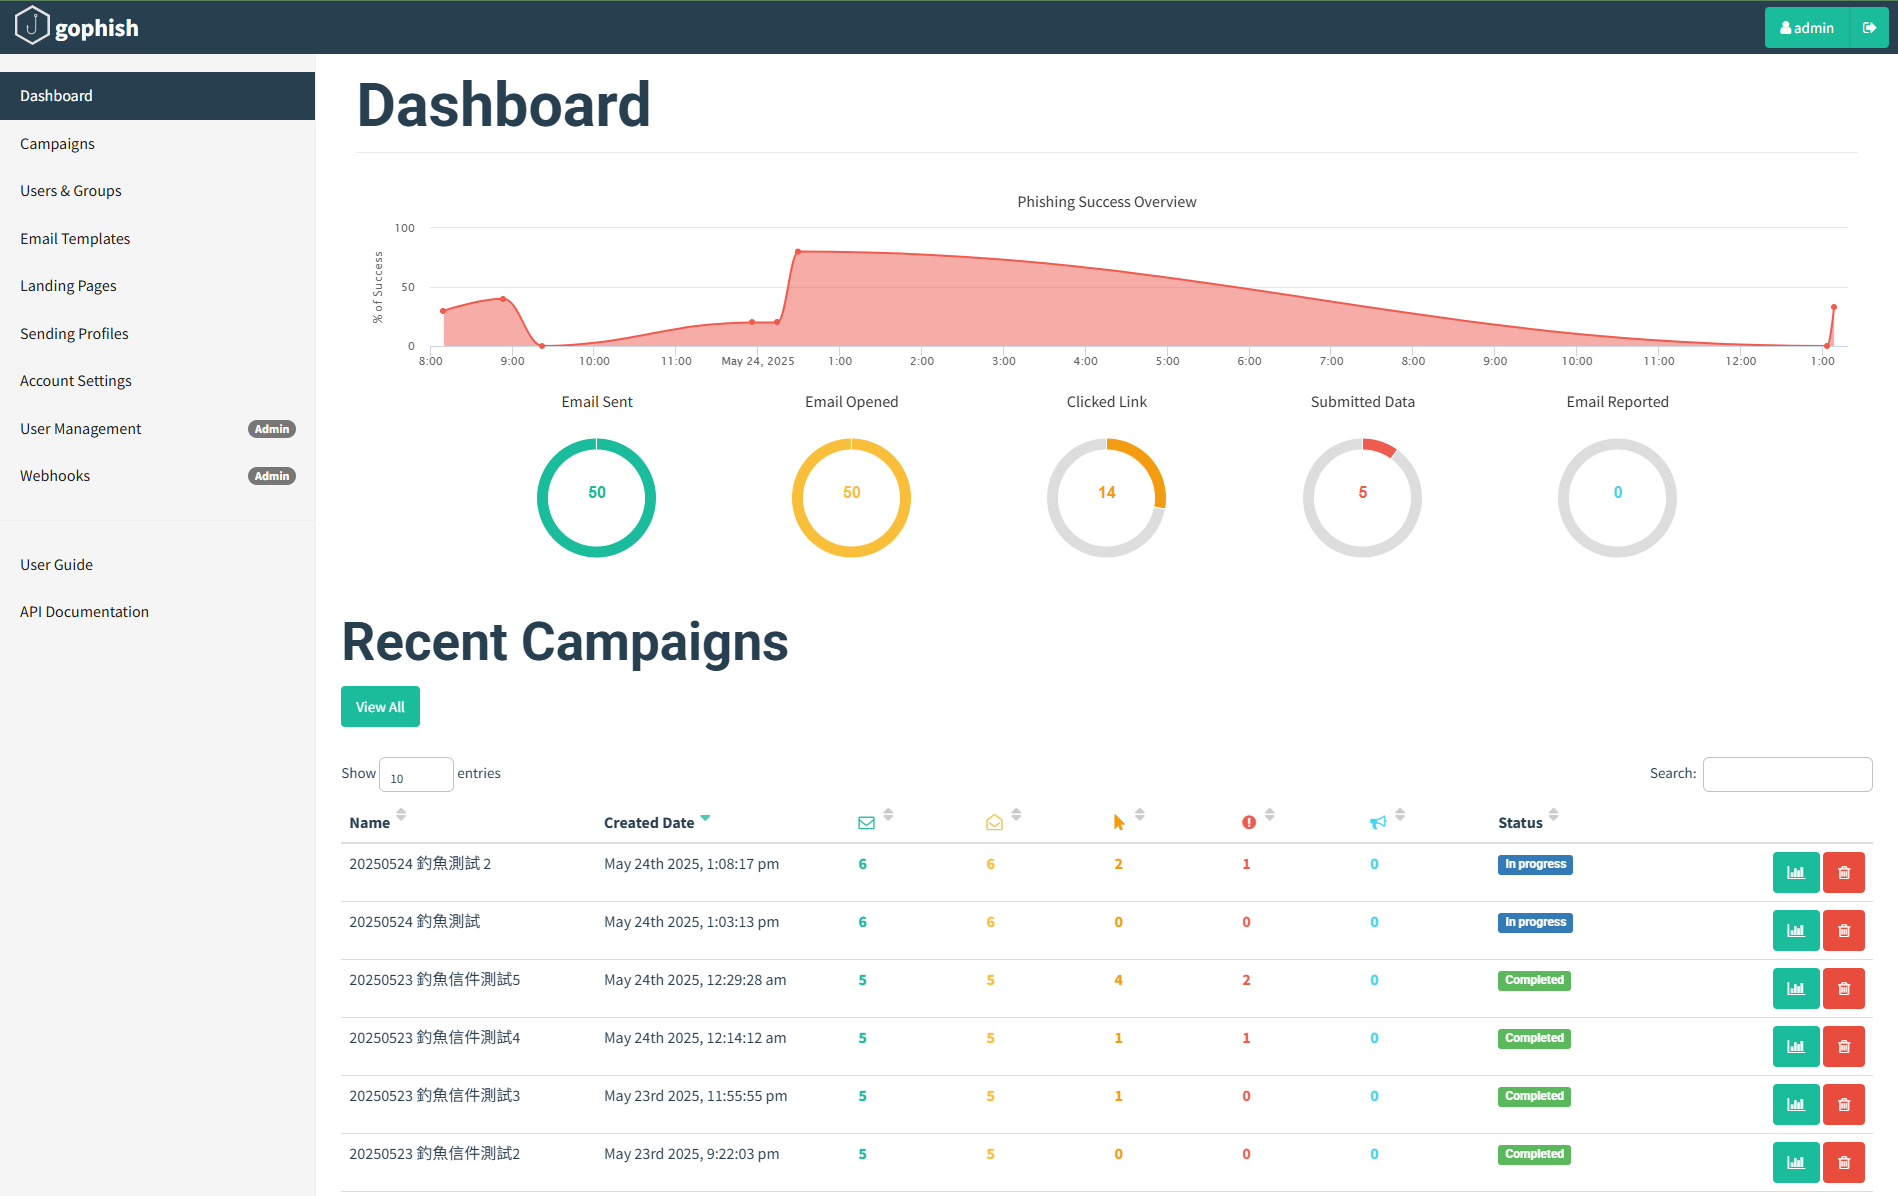 gophish
admin
Dashboard
Campaigns
Users & Groups
Email Templates
Landing Pages
Sending Profiles
Account Settings
User Management Admin
Webhooks Admin
User Guide
API Documentation
Dashboard
Phishing Success Overview
% of Success
100
50
0
8:00 9:00 10:00 11:00 May 24, 2025 1:00 2:00 3:00 4:00 5:00 6:00 7:00 8:00 9:00 10:00 11:00 12:00 1:00
Email Sent Email Opened Clicked Link Submitted Data Email Reported
50 50 14 5 0
Recent Campaigns
View All
Show 10 entries Search:
Name Created Date Status
20250524 釣魚測試 2 May 24th 2025, 1:08:17 pm 6 6 2 1 0 In progress
20250524 釣魚測試 May 24th 2025, 1:03:13 pm 6 6 0 0 0 In progress
20250523 釣魚信件測試5 May 24th 2025, 12:29:28 am 5 5 4 2 0 Completed
20250523 釣魚信件測試4 May 24th 2025, 12:14:12 am 5 5 1 1 0 Completed
20250523 釣魚信件測試3 May 23rd 2025, 11:55:55 pm 5 5 1 0 0 Completed
20250523 釣魚信件測試2 May 23rd 2025, 9:22:03 pm 5 5 0 0 0 Completed